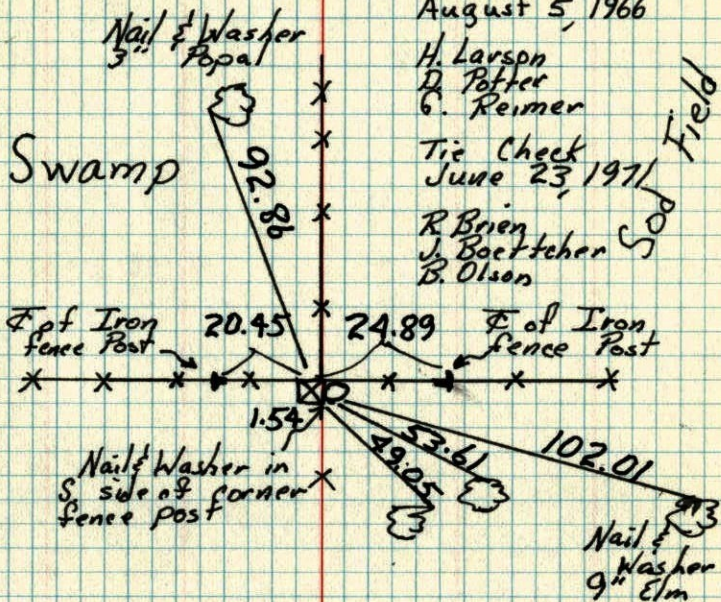 August 5, 1966
Nail & Washer
3" Popal
H. Larson
D. Potter
G. Reimer
Swamp
Sod Field
92.86
Tie Check
June 23, 1971
R Brien
J. Boettcher
B. Olson
℄ of Iron
fence Post
20.45
24.89
℄ of Iron
fence Post
1.54
Nail & Washer in
S. side of corner
fence post
49.05
53.61
102.01
Nail &
Washer
9" Elm